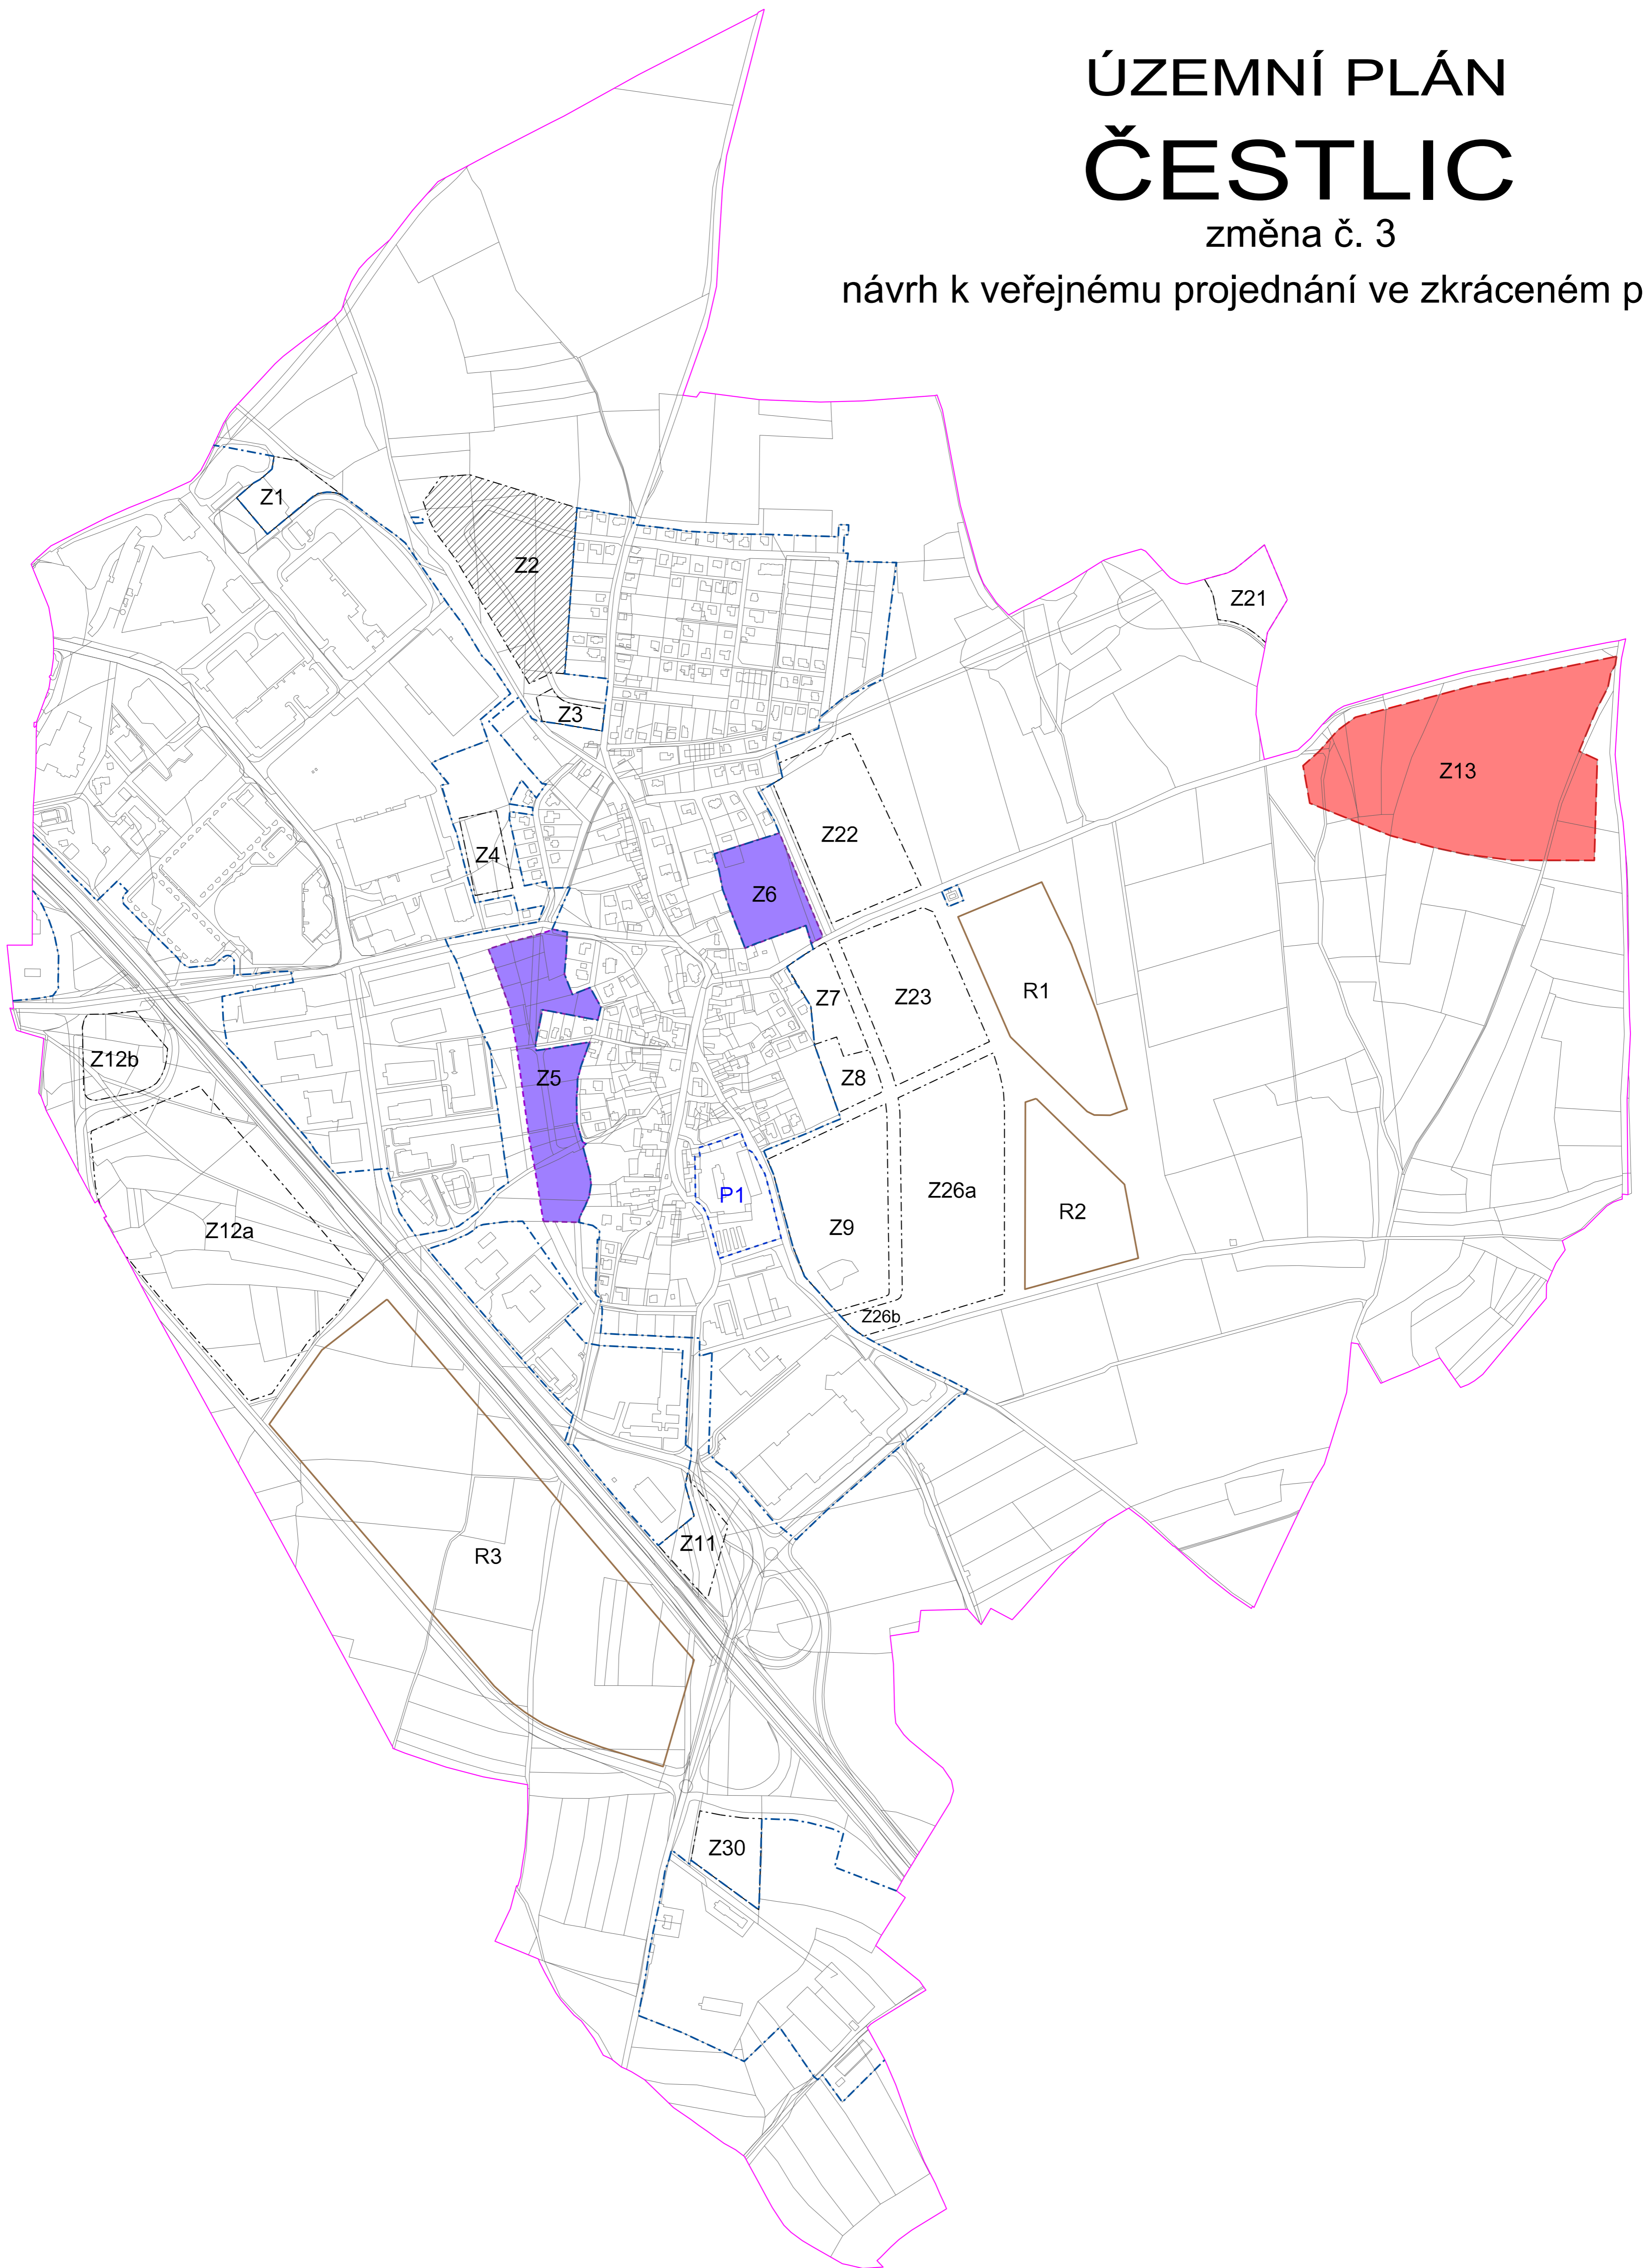 ÚZEMNÍ PLÁN
ČESTLIC
změna č. 3
návrh k veřejnému projednání ve zkráceném p
Z1
Z2
Z21
Z3
Z13
Z22
Z4
Z6
Z7
Z23
R1
Z12b
Z5
Z8
P1
Z26a
Z9
R2
Z12a
Z26b
Z11
R3
Z30